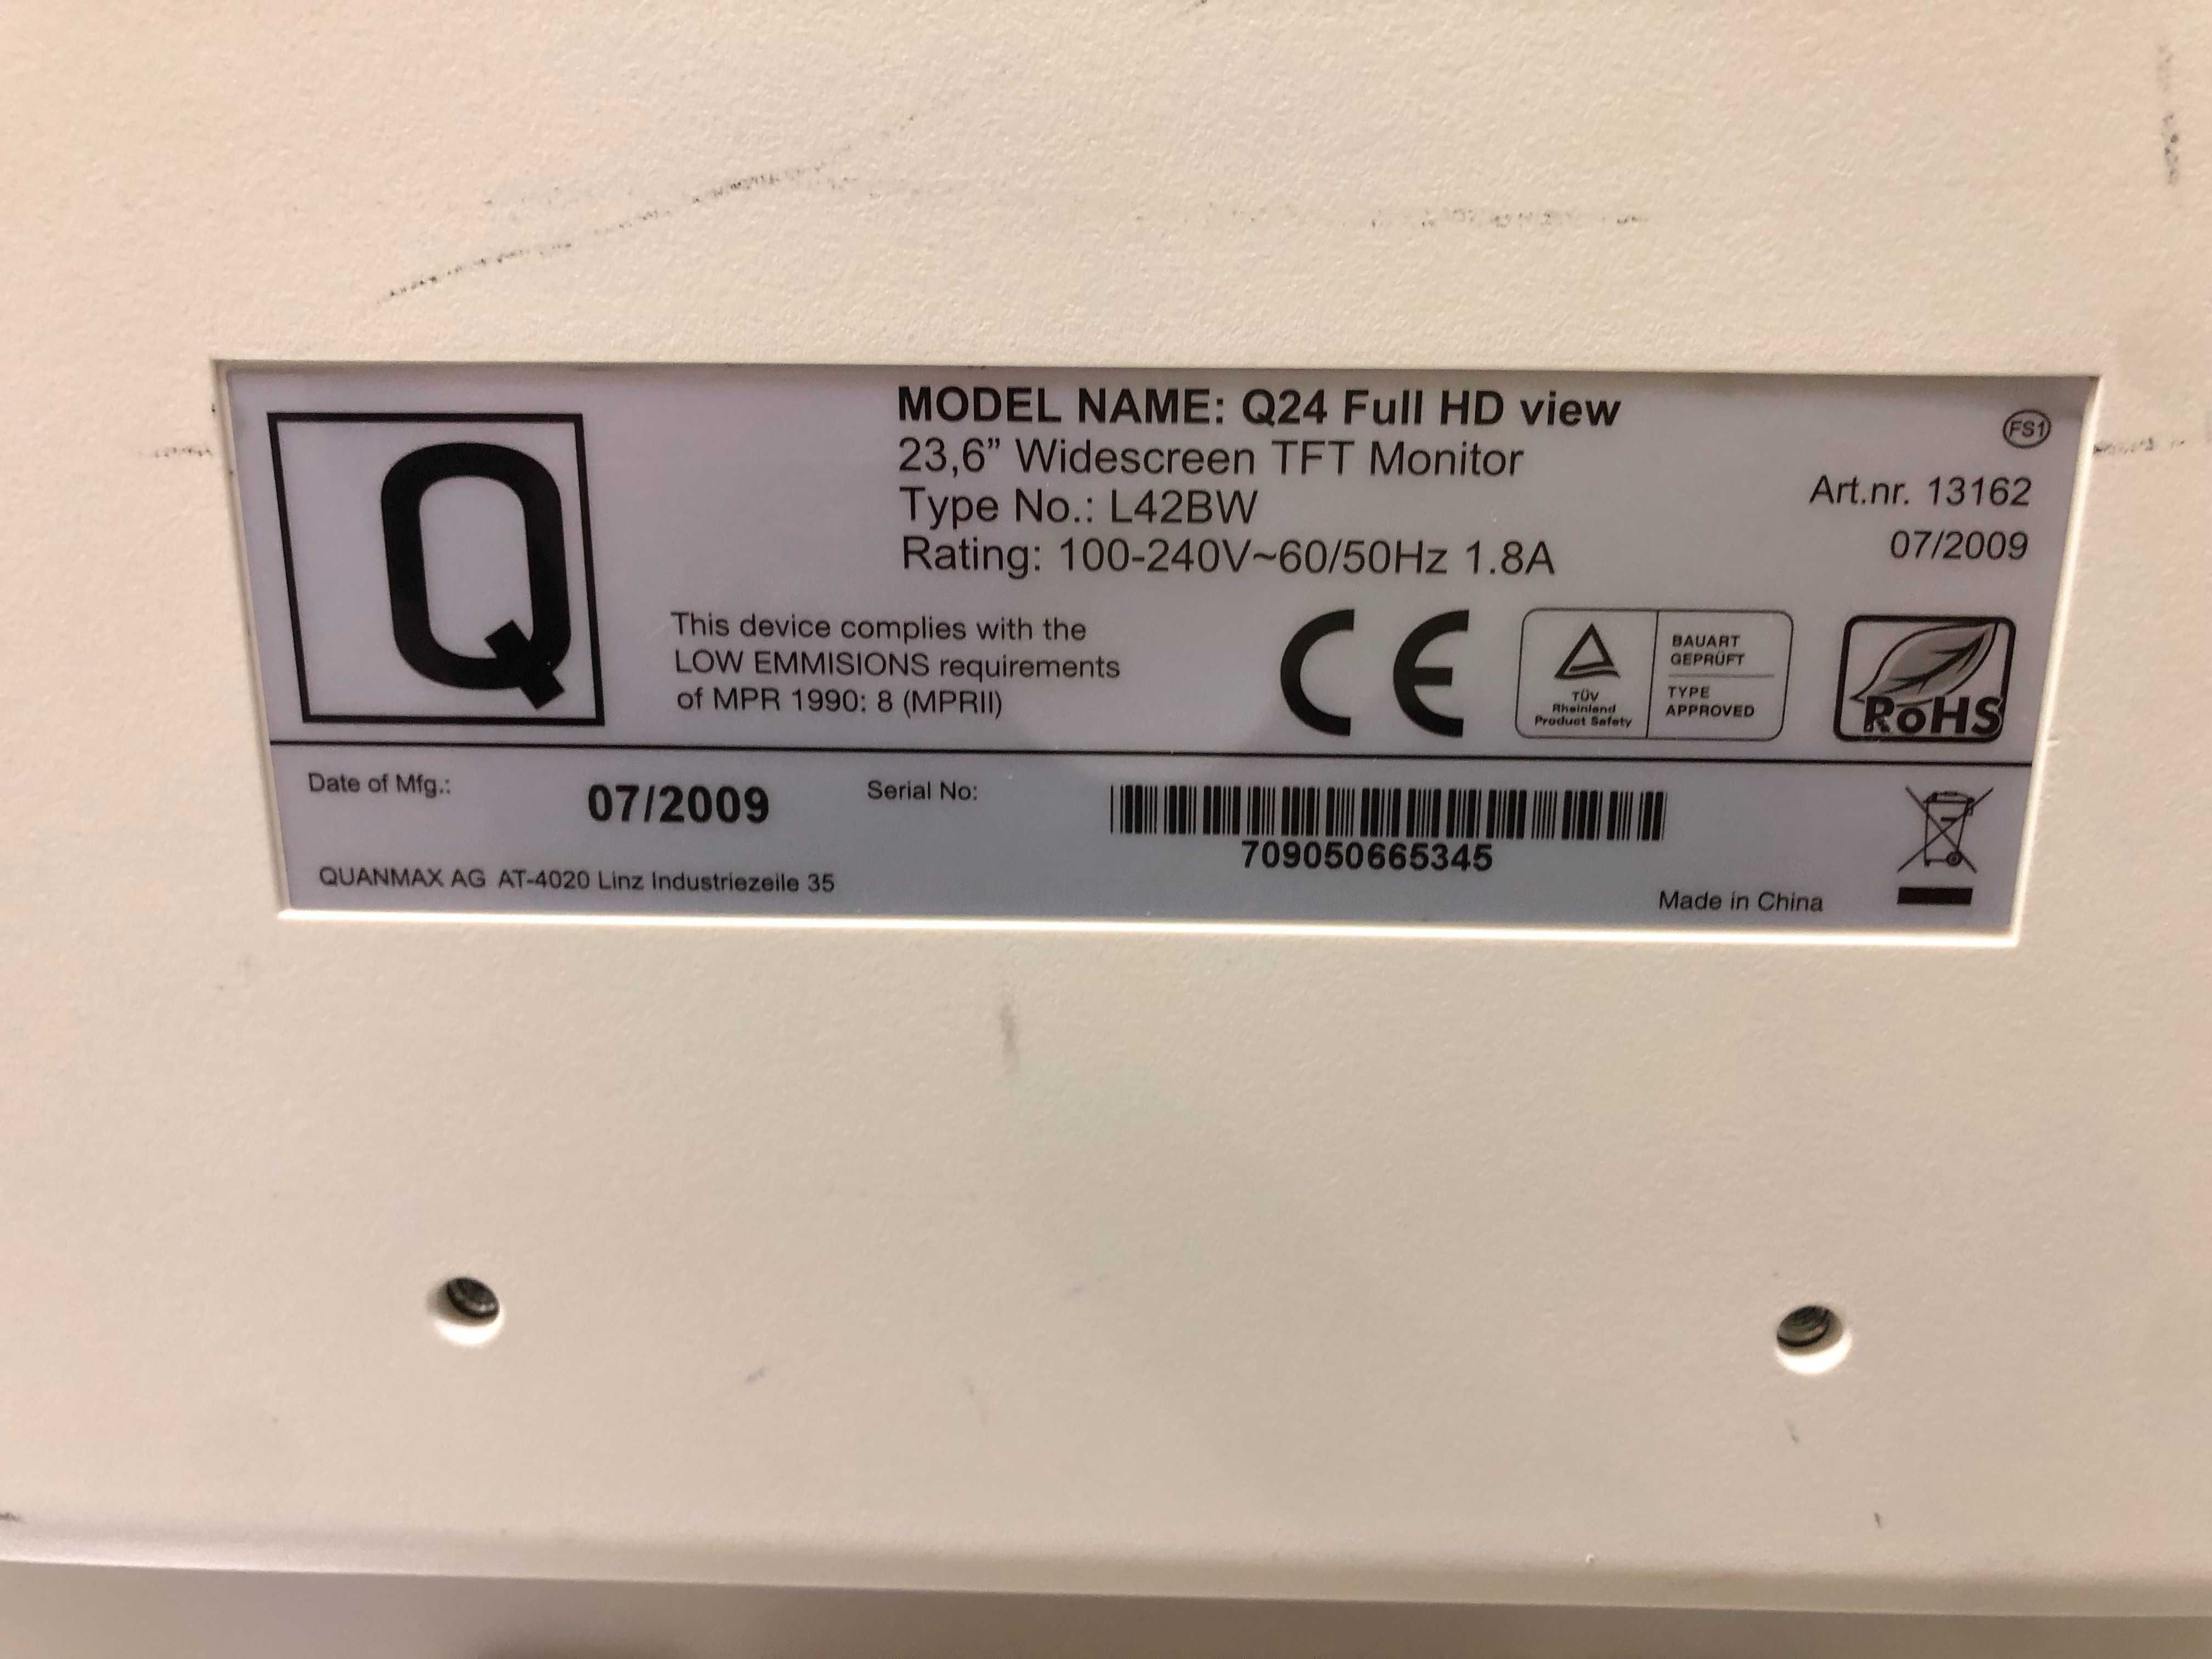 Q
MODEL NAME: Q24 Full HD view
23,6” Widescreen TFT Monitor
Type No.: L42BW
Rating: 100-240V~60/50Hz 1.8A
FS1
Art.nr. 13162
07/2009
This device complies with the
LOW EMMISIONS requirements
of MPR 1990: 8 (MPRII)
CE
TÜV
Rheinland
Product Safety
BAUART
GEPRÜFT
TYPE
APPROVED
RoHS
Date of Mfg.: 07/2009
Serial No:
709050665345
QUANMAX AG AT-4020 Linz Industriezeile 35
Made in China